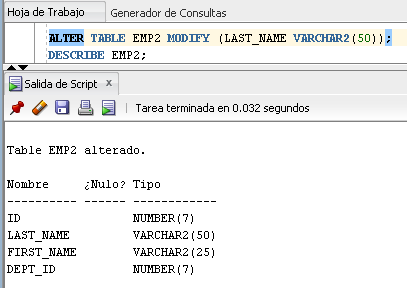 Hoja de Trabajo Generador de Consultas
ALTER TABLE EMP2 MODIFY (LAST_NAME VARCHAR2(50));
DESCRIBE EMP2;
Salida de Script x
Tarea terminada en 0.032 segundos
Table EMP2 alterado.
Nombre ¿Nulo? Tipo
---------- ------ ------------
ID NUMBER(7)
LAST_NAME VARCHAR2(50)
FIRST_NAME VARCHAR2(25)
DEPT_ID NUMBER(7)